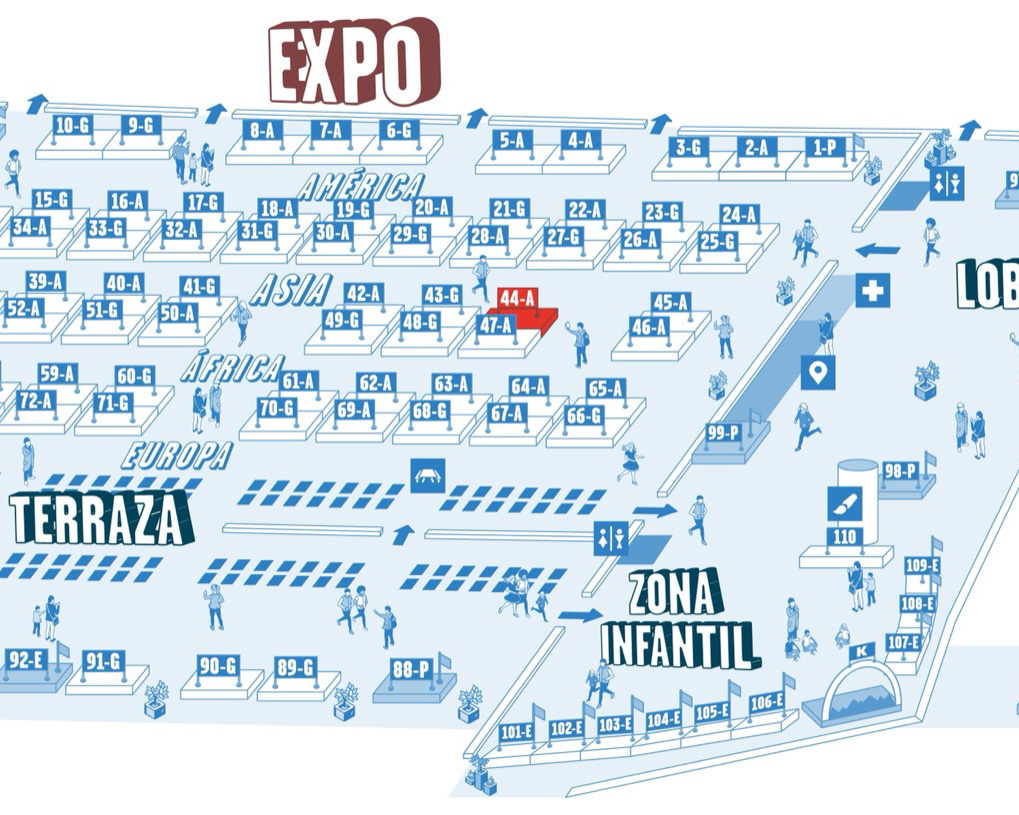 EXPO
10-G 9-G 8-A 7-A 6-G 5-A 4-A 3-G 2-A 1-P
AMÉRICA
15-G 16-A 17-G 18-A 19-G 20-A 21-G 22-A 23-G 24-A
34-A 33-G 32-A 31-G 30-A 29-G 28-A 27-G 26-A 25-G
ASIA
LOB
39-A 40-A 41-G 42-A 43-G 44-A 45-A
52-A 51-G 50-A 49-G 48-G 47-A 46-A
ÁFRICA
59-A 60-G 61-A 62-A 63-A 64-A 65-A
72-A 71-G 70-G 69-A 68-G 67-A 66-G
99-P
EUROPA
98-P
TERRAZA
110
109-E
ZONA
INFANTIL
108-E
107-E
K
92-E 91-G 90-G 89-G 88-P
101-E 102-E 103-E 104-E 105-E 106-E